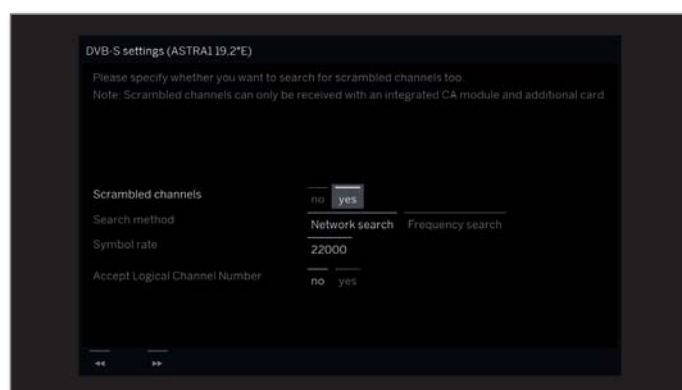 DVB-S settings (ASTRA1 19,2°E)
Please specify whether you want to search for scrambled channels too.
Note: Scrambled channels can only be received with an integrated CA module and additional card.
Scrambled channels no yes
Search method Network search Frequency search
Symbol rate 22000
Accept Logical Channel Number no yes